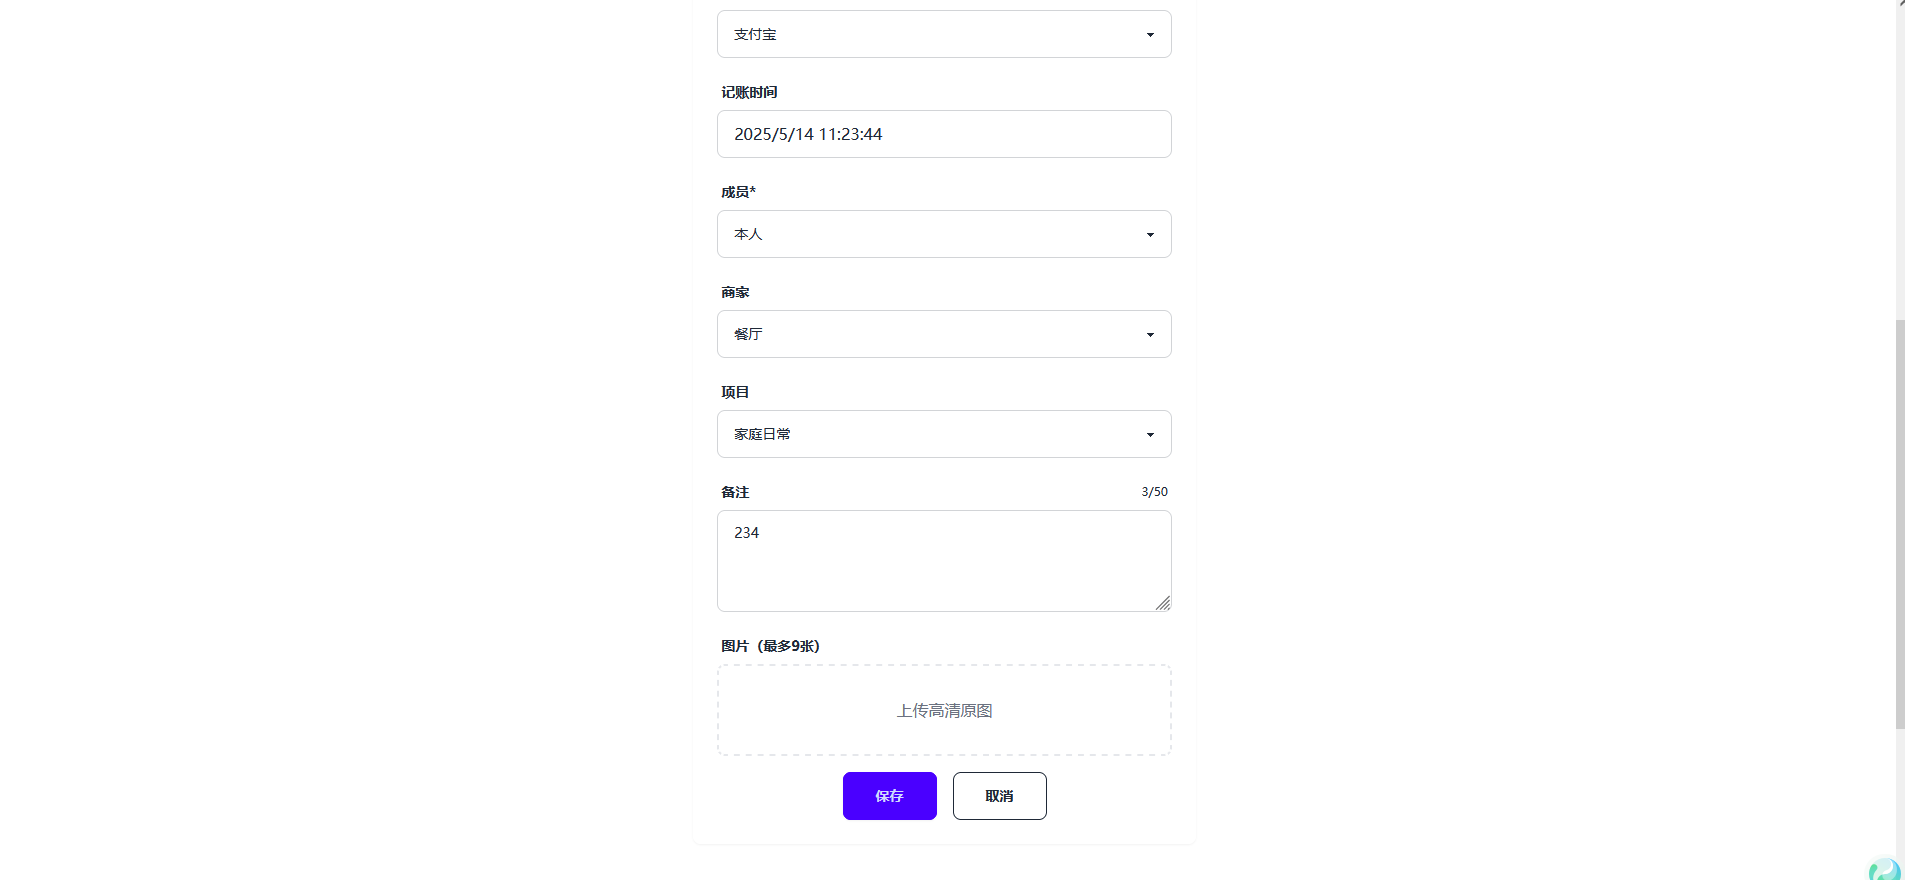 支付宝
记账时间
2025/5/14 11:23:44
成员*
本人
商家
餐厅
项目
家庭日常
备注 3/50
234
图片（最多9张）
上传高清原图
保存 取消